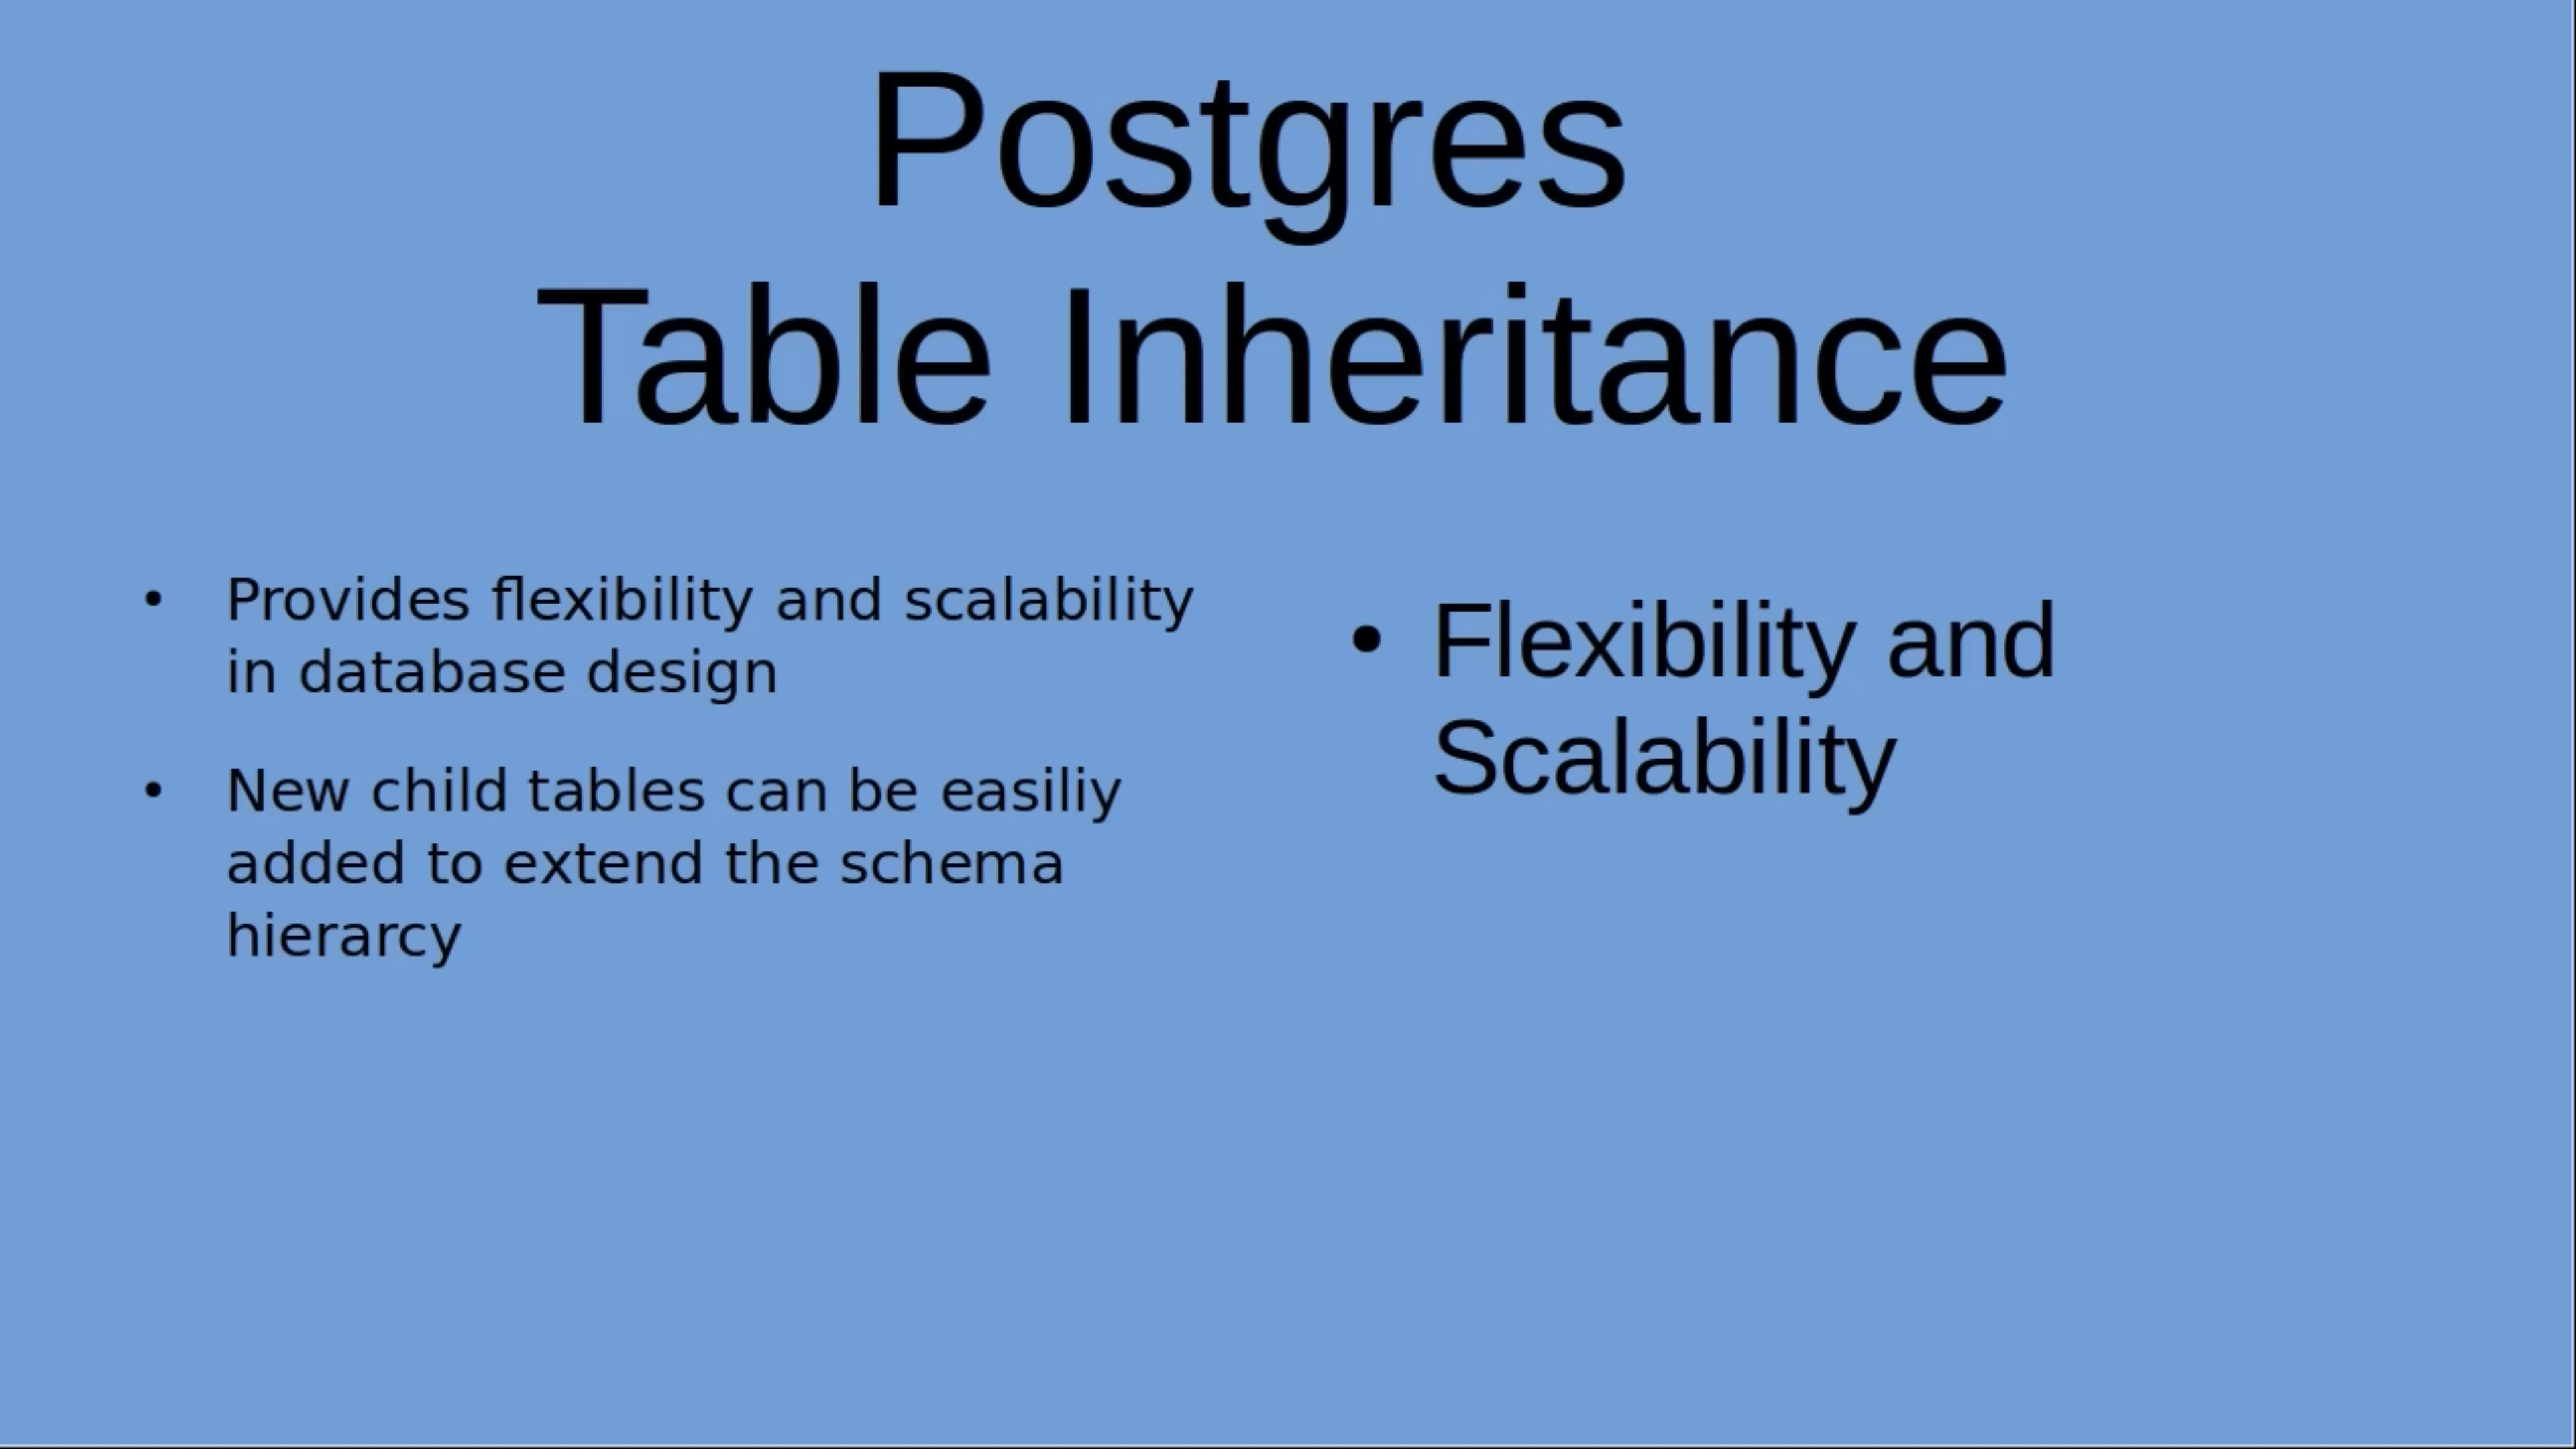 Postgres
Table Inheritance
• Provides flexibility and scalability
in database design
• New child tables can be easiliy
added to extend the schema
hierarcy
• Flexibility and
Scalability